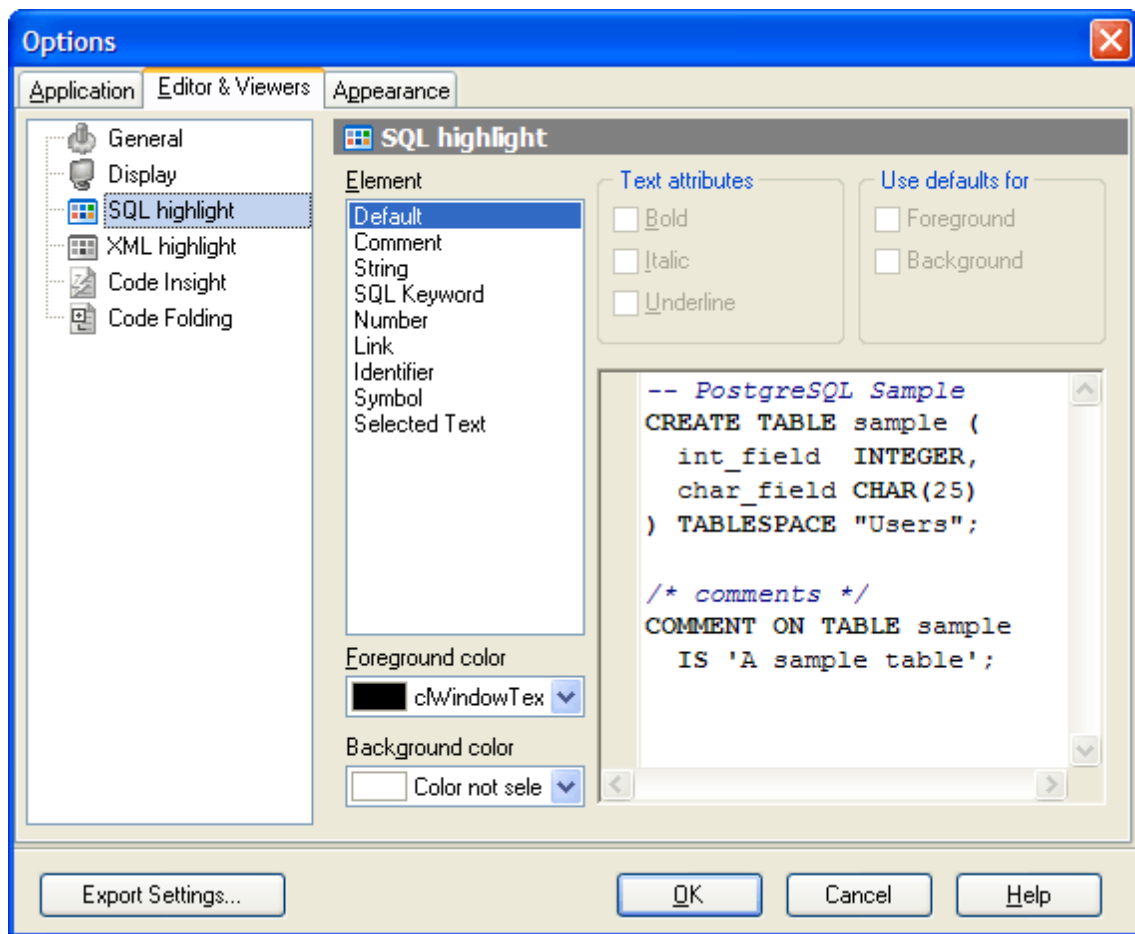 Options
Application
Editor & Viewers
Appearance
General
Display
SQL highlight
XML highlight
Code Insight
Code Folding
SQL highlight
Element
Default
Comment
String
SQL Keyword
Number
Link
Identifier
Symbol
Selected Text
Foreground color
clWindowTex
Background color
Color not sele
Text attributes
Bold
Italic
Underline
Use defaults for
Foreground
Background
-- PostgreSQL Sample
CREATE TABLE sample (
  int_field  INTEGER,
  char_field CHAR(25)
) TABLESPACE "Users";
/* comments */
COMMENT ON TABLE sample
  IS 'A sample table';
Export Settings...
OK
Cancel
Help